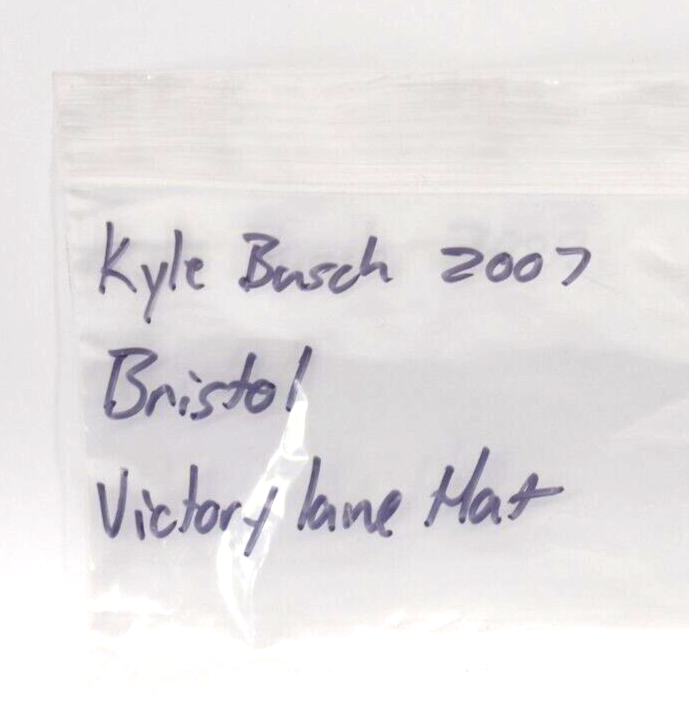 Kyle Busch 2007
Bristol
Victory lane Hat